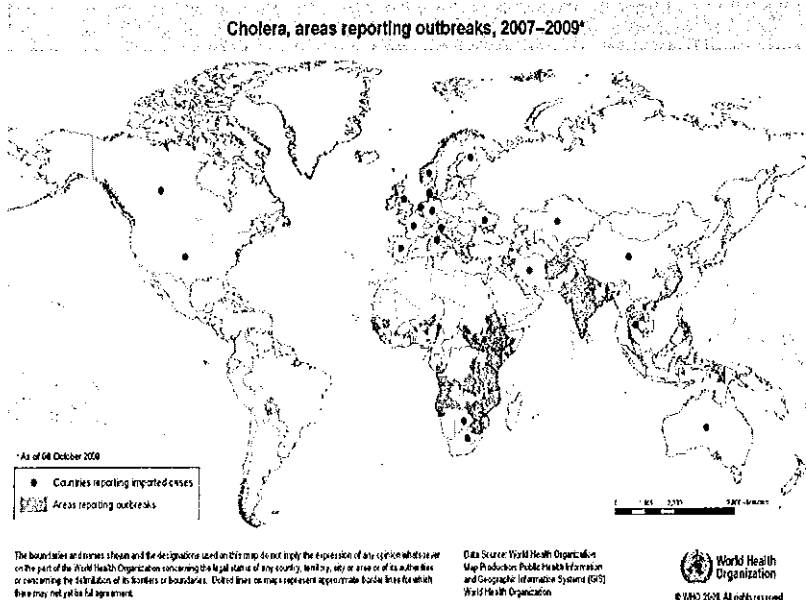 Cholera, areas reporting outbreaks, 2007–2009*
* As of 08 October 2009
Countries reporting imported cases
Areas reporting outbreaks
0
The boundaries and names shown and the designations used on this map do not imply the expression of any opinion whatsoever
on the part of the World Health Organization concerning the legal status of any country, territory, city or area or of its authorities
or concerning the delimitation of its frontiers or boundaries. Dotted lines on maps represent approximate border lines for which
there may not yet be full agreement.
Data Source: World Health Organization
Map Production: Public Health Information
and Geographic Information Systems (GIS)
World Health Organization
World Health
Organization
© WHO All rights reserved